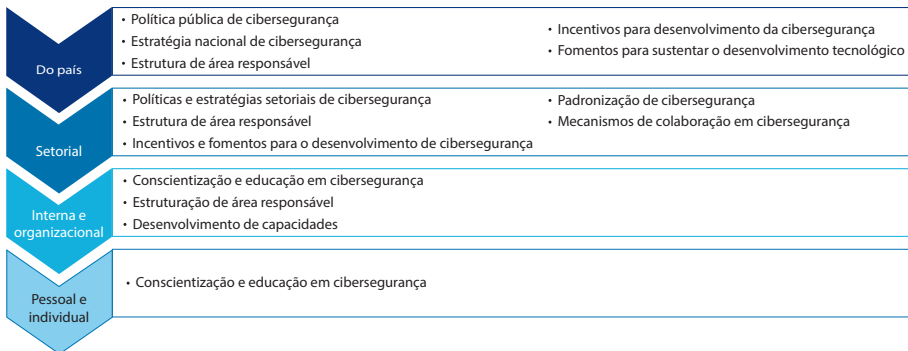 Do país
• Política pública de cibersegurança
• Estratégia nacional de cibersegurança
• Estrutura de área responsável
• Incentivos para desenvolvimento da cibersegurança
• Fomentos para sustentar o desenvolvimento tecnológico
Setorial
• Políticas e estratégias setoriais de cibersegurança
• Estrutura de área responsável
• Incentivos e fomentos para o desenvolvimento de cibersegurança
• Padronização de cibersegurança
• Mecanismos de colaboração em cibersegurança
Interna e
organizacional
• Conscientização e educação em cibersegurança
• Estruturação de área responsável
• Desenvolvimento de capacidades
Pessoal e
individual
• Conscientização e educação em cibersegurança